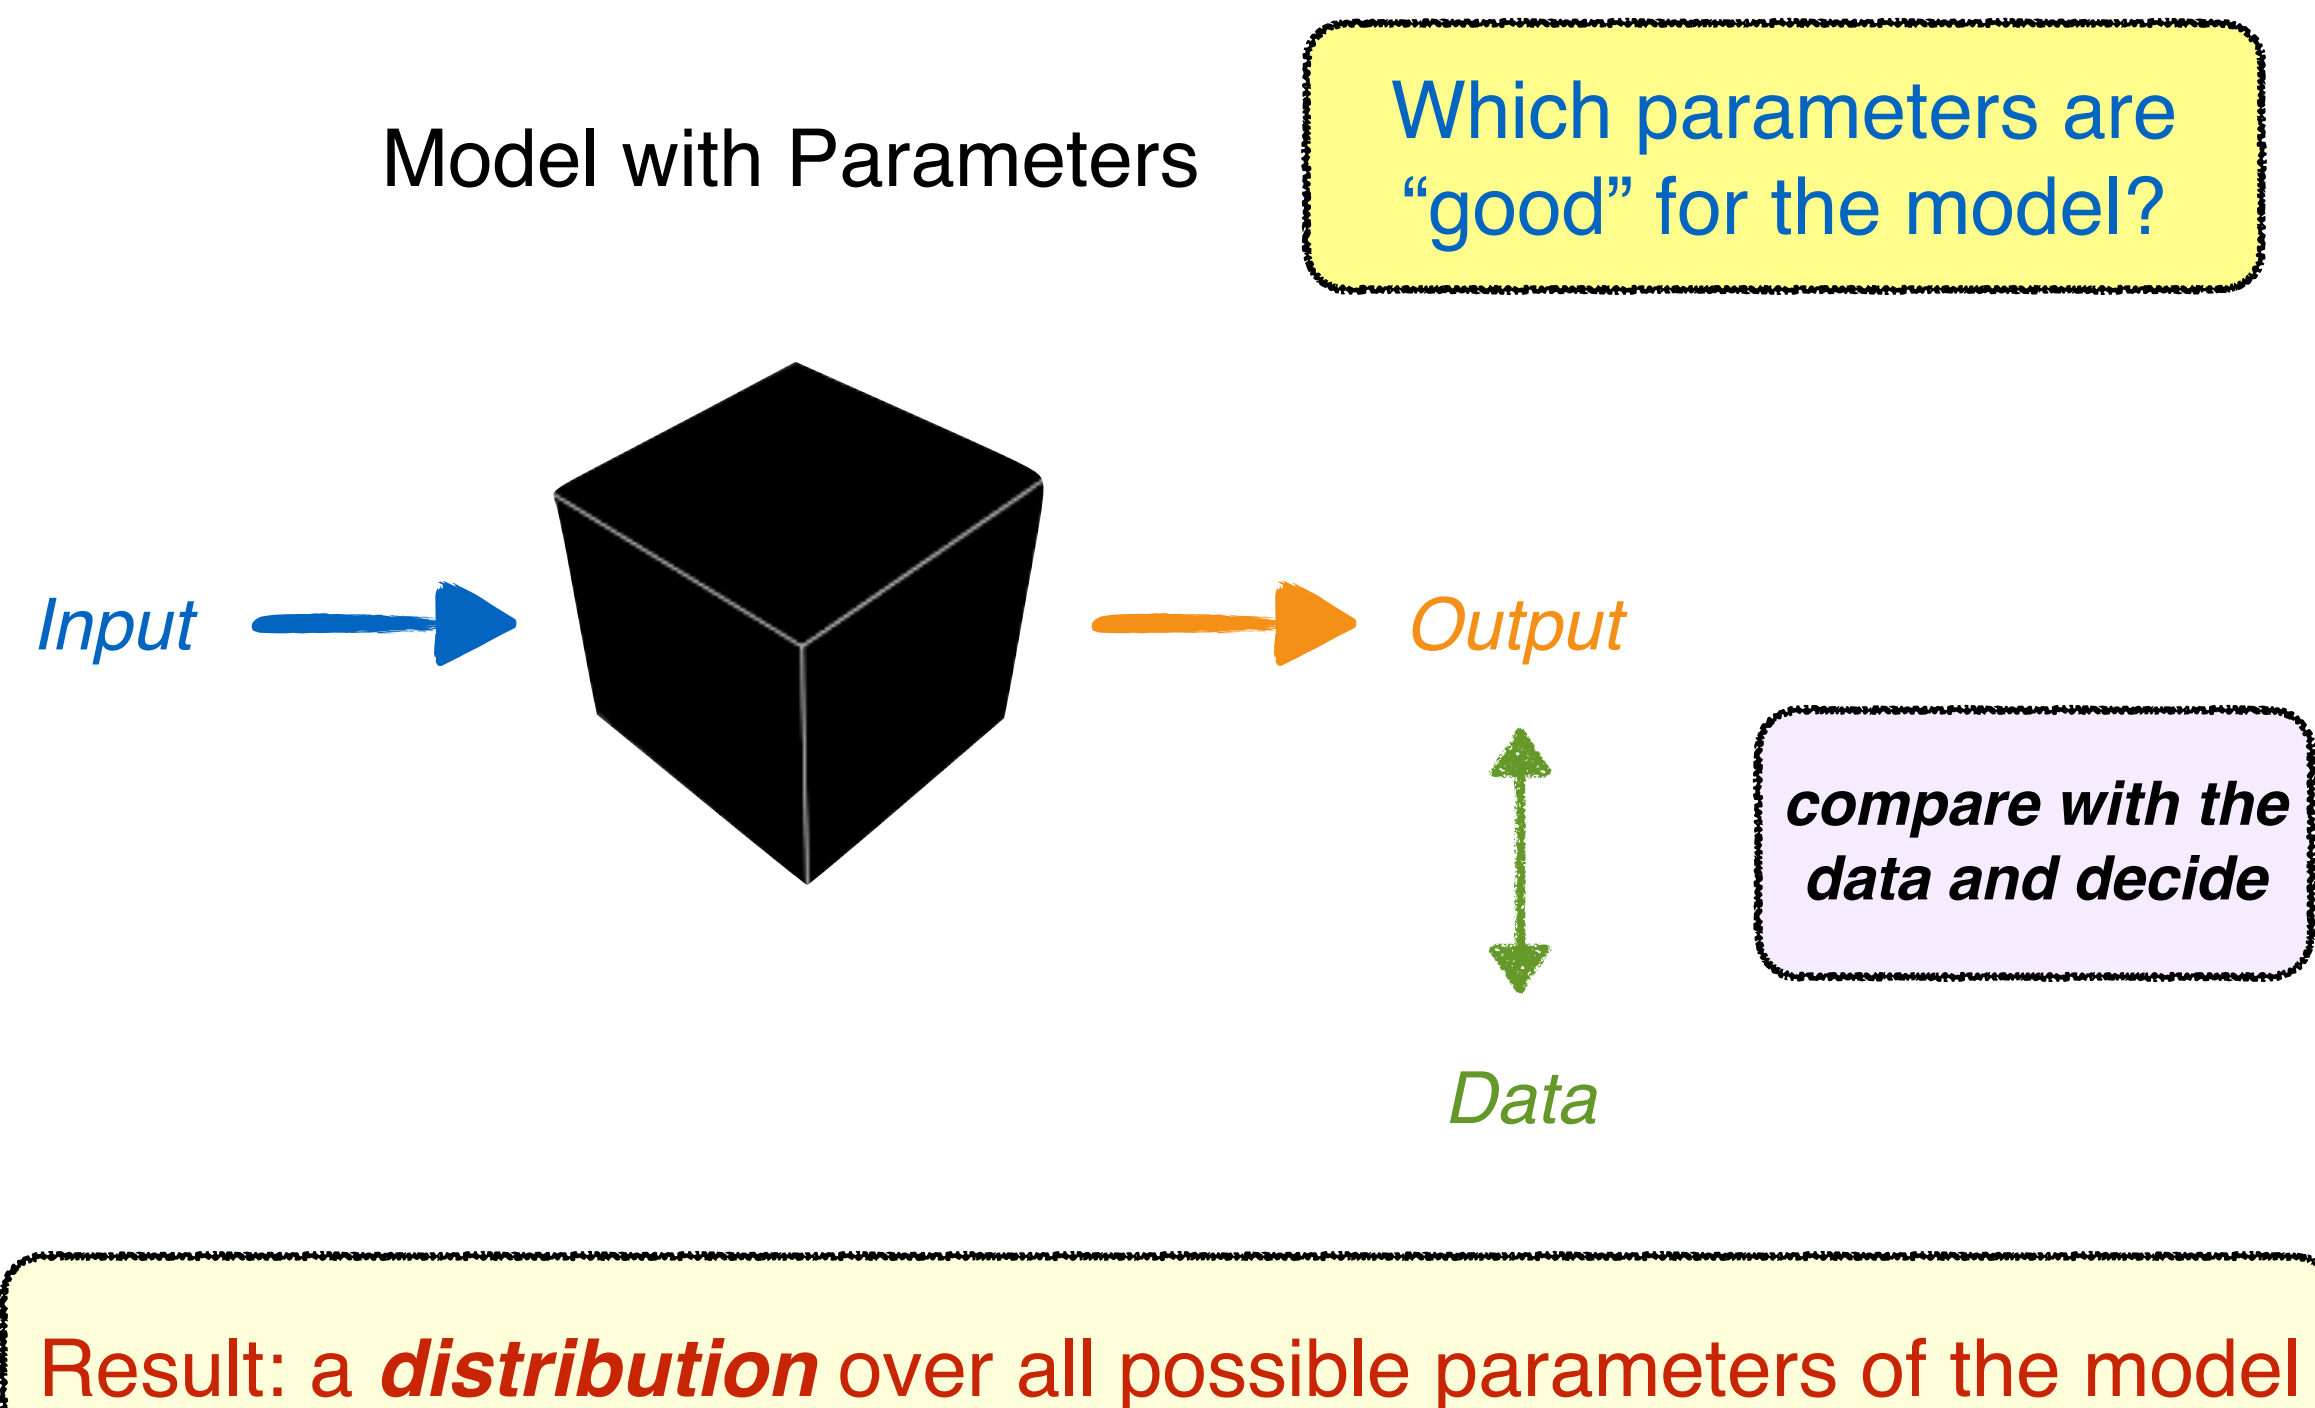 Model with Parameters
Which parameters are
“good” for the model?
Input
Output
compare with the
data and decide
Data
Result: a distribution over all possible parameters of the model